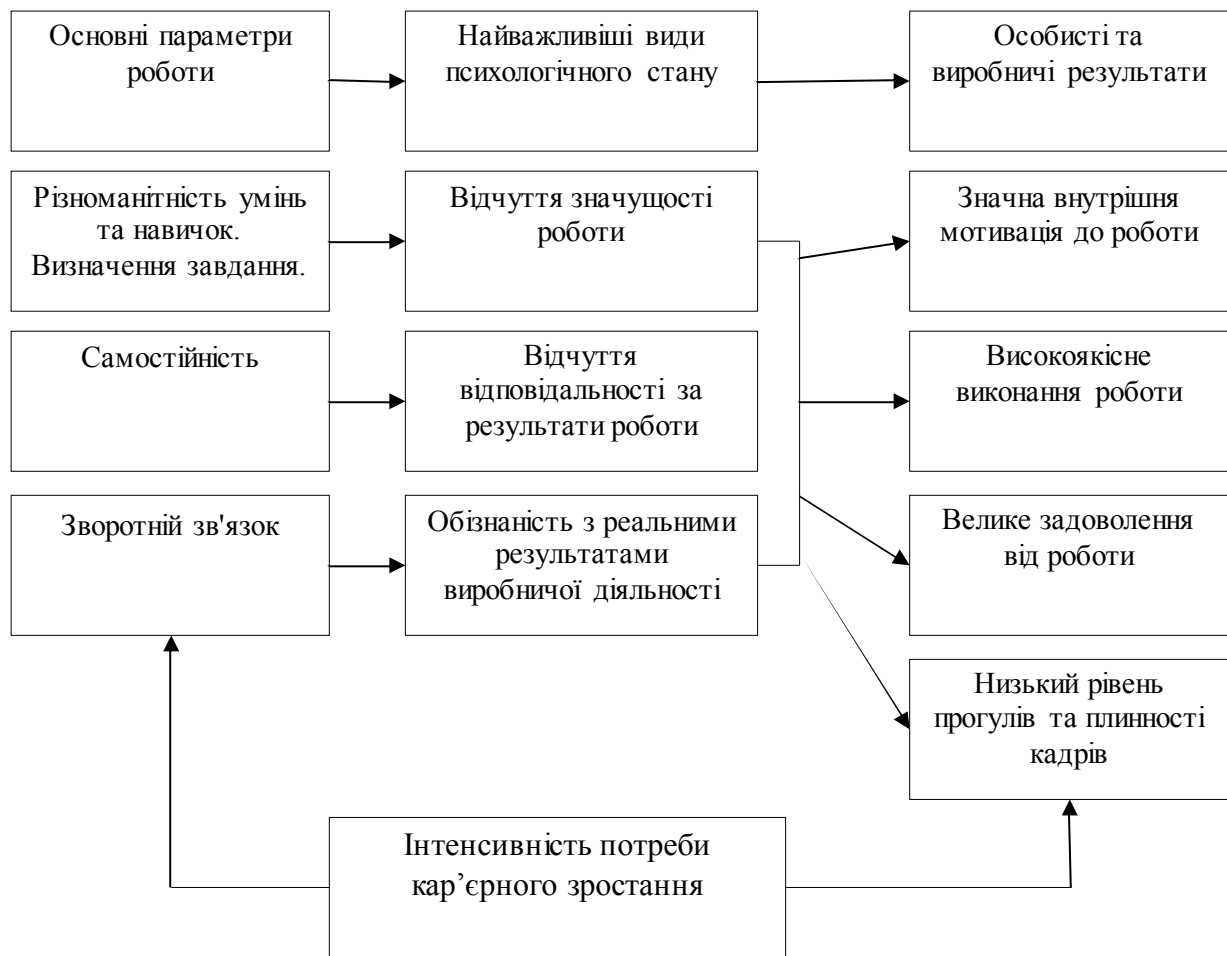 Основні параметри
роботи
Найважливіші види
психологічного стану
Особисті та
виробничі результати
Різноманітність умінь
та навичок.
Визначення завдання.
Відчуття значущості
роботи
Значна внутрішня
мотивація до роботи
Самостійність
Відчуття
відповідальності за
результати роботи
Високоякісне
виконання роботи
Зворотній зв'язок
Обізнаність з реальними
результатами
виробничої діяльності
Велике задоволення
від роботи
Низький рівень
прогулів та плинності
кадрів
Інтенсивність потреби
кар’єрного зростання